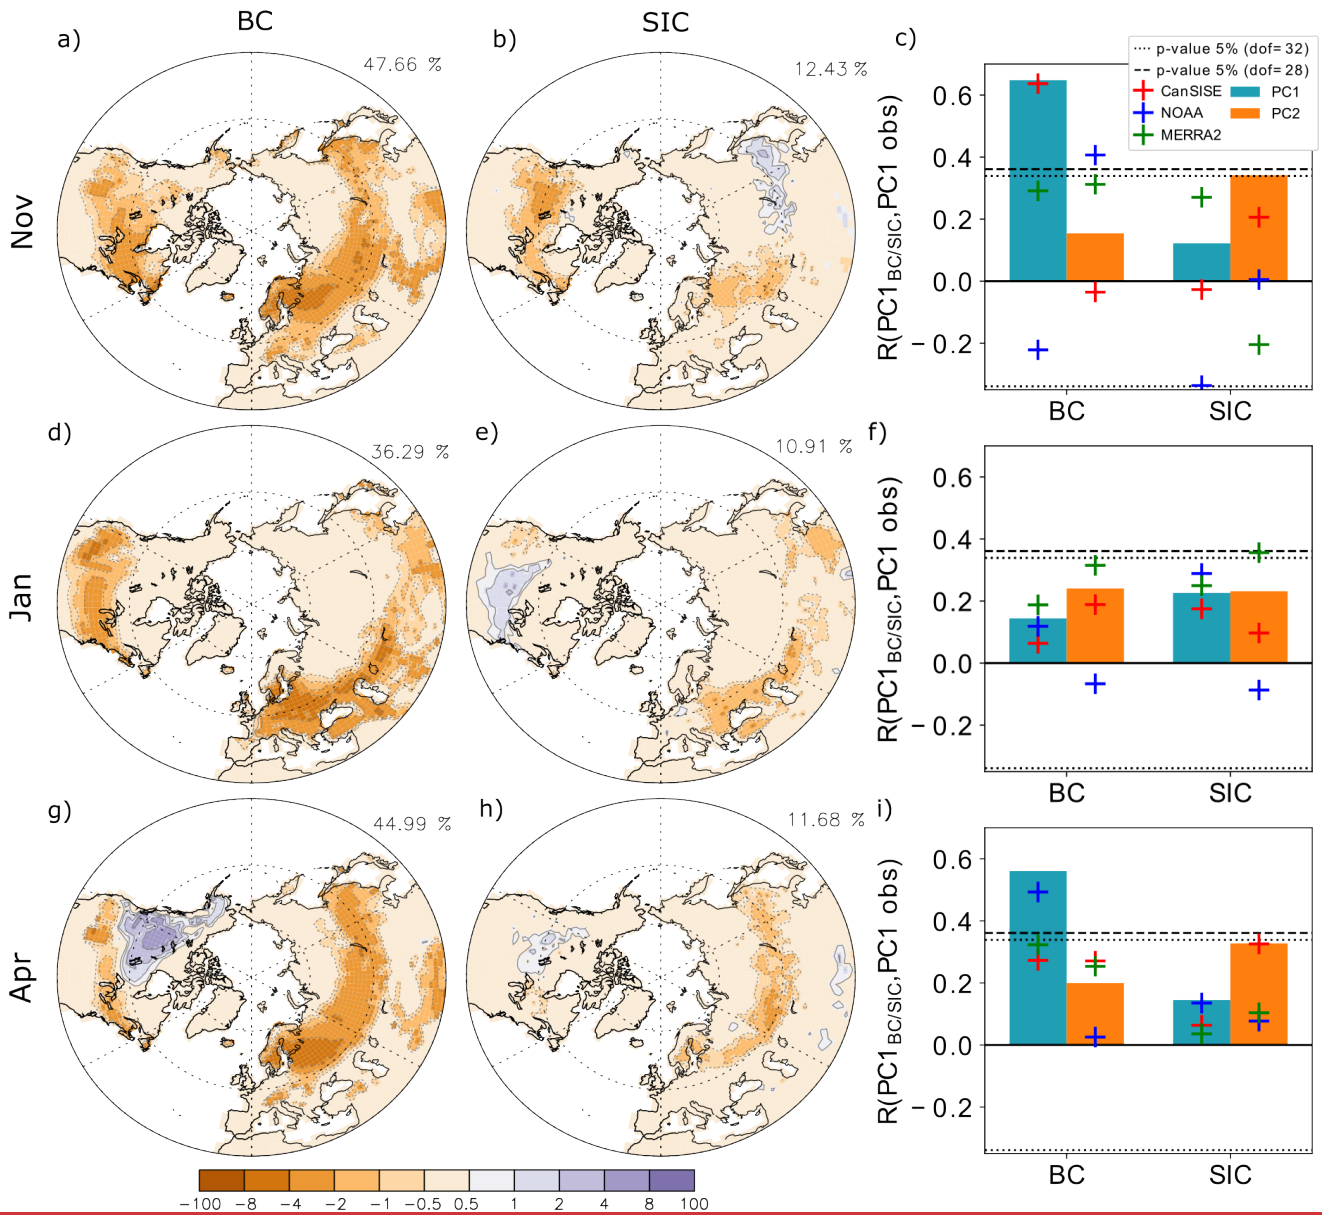 BC
SIC
a)
47.66 %
b)
12.43 %
c)
p-value 5% (dof=32)
p-value 5% (dof=28)
CanSISE
PC1
NOAA
PC2
MERRA2
Nov
R(PC1BC/SIC,PC1 obs)
0.6
0.4
0.2
0.0
−0.2
BC
SIC
d)
36.29 %
e)
10.91 %
f)
Jan
R(PC1BC/SIC,PC1 obs)
0.6
0.4
0.2
0.0
−0.2
BC
SIC
g)
44.99 %
h)
11.68 %
i)
Apr
R(PC1BC/SIC,PC1 obs)
0.6
0.4
0.2
0.0
−0.2
BC
SIC
−100 −8 −4 −2 −1 −0.5 0.5 1 2 4 8 100